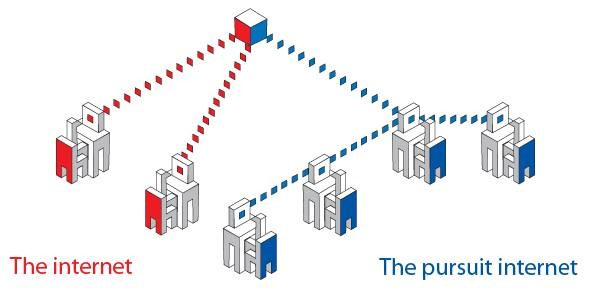 The internet
The pursuit internet